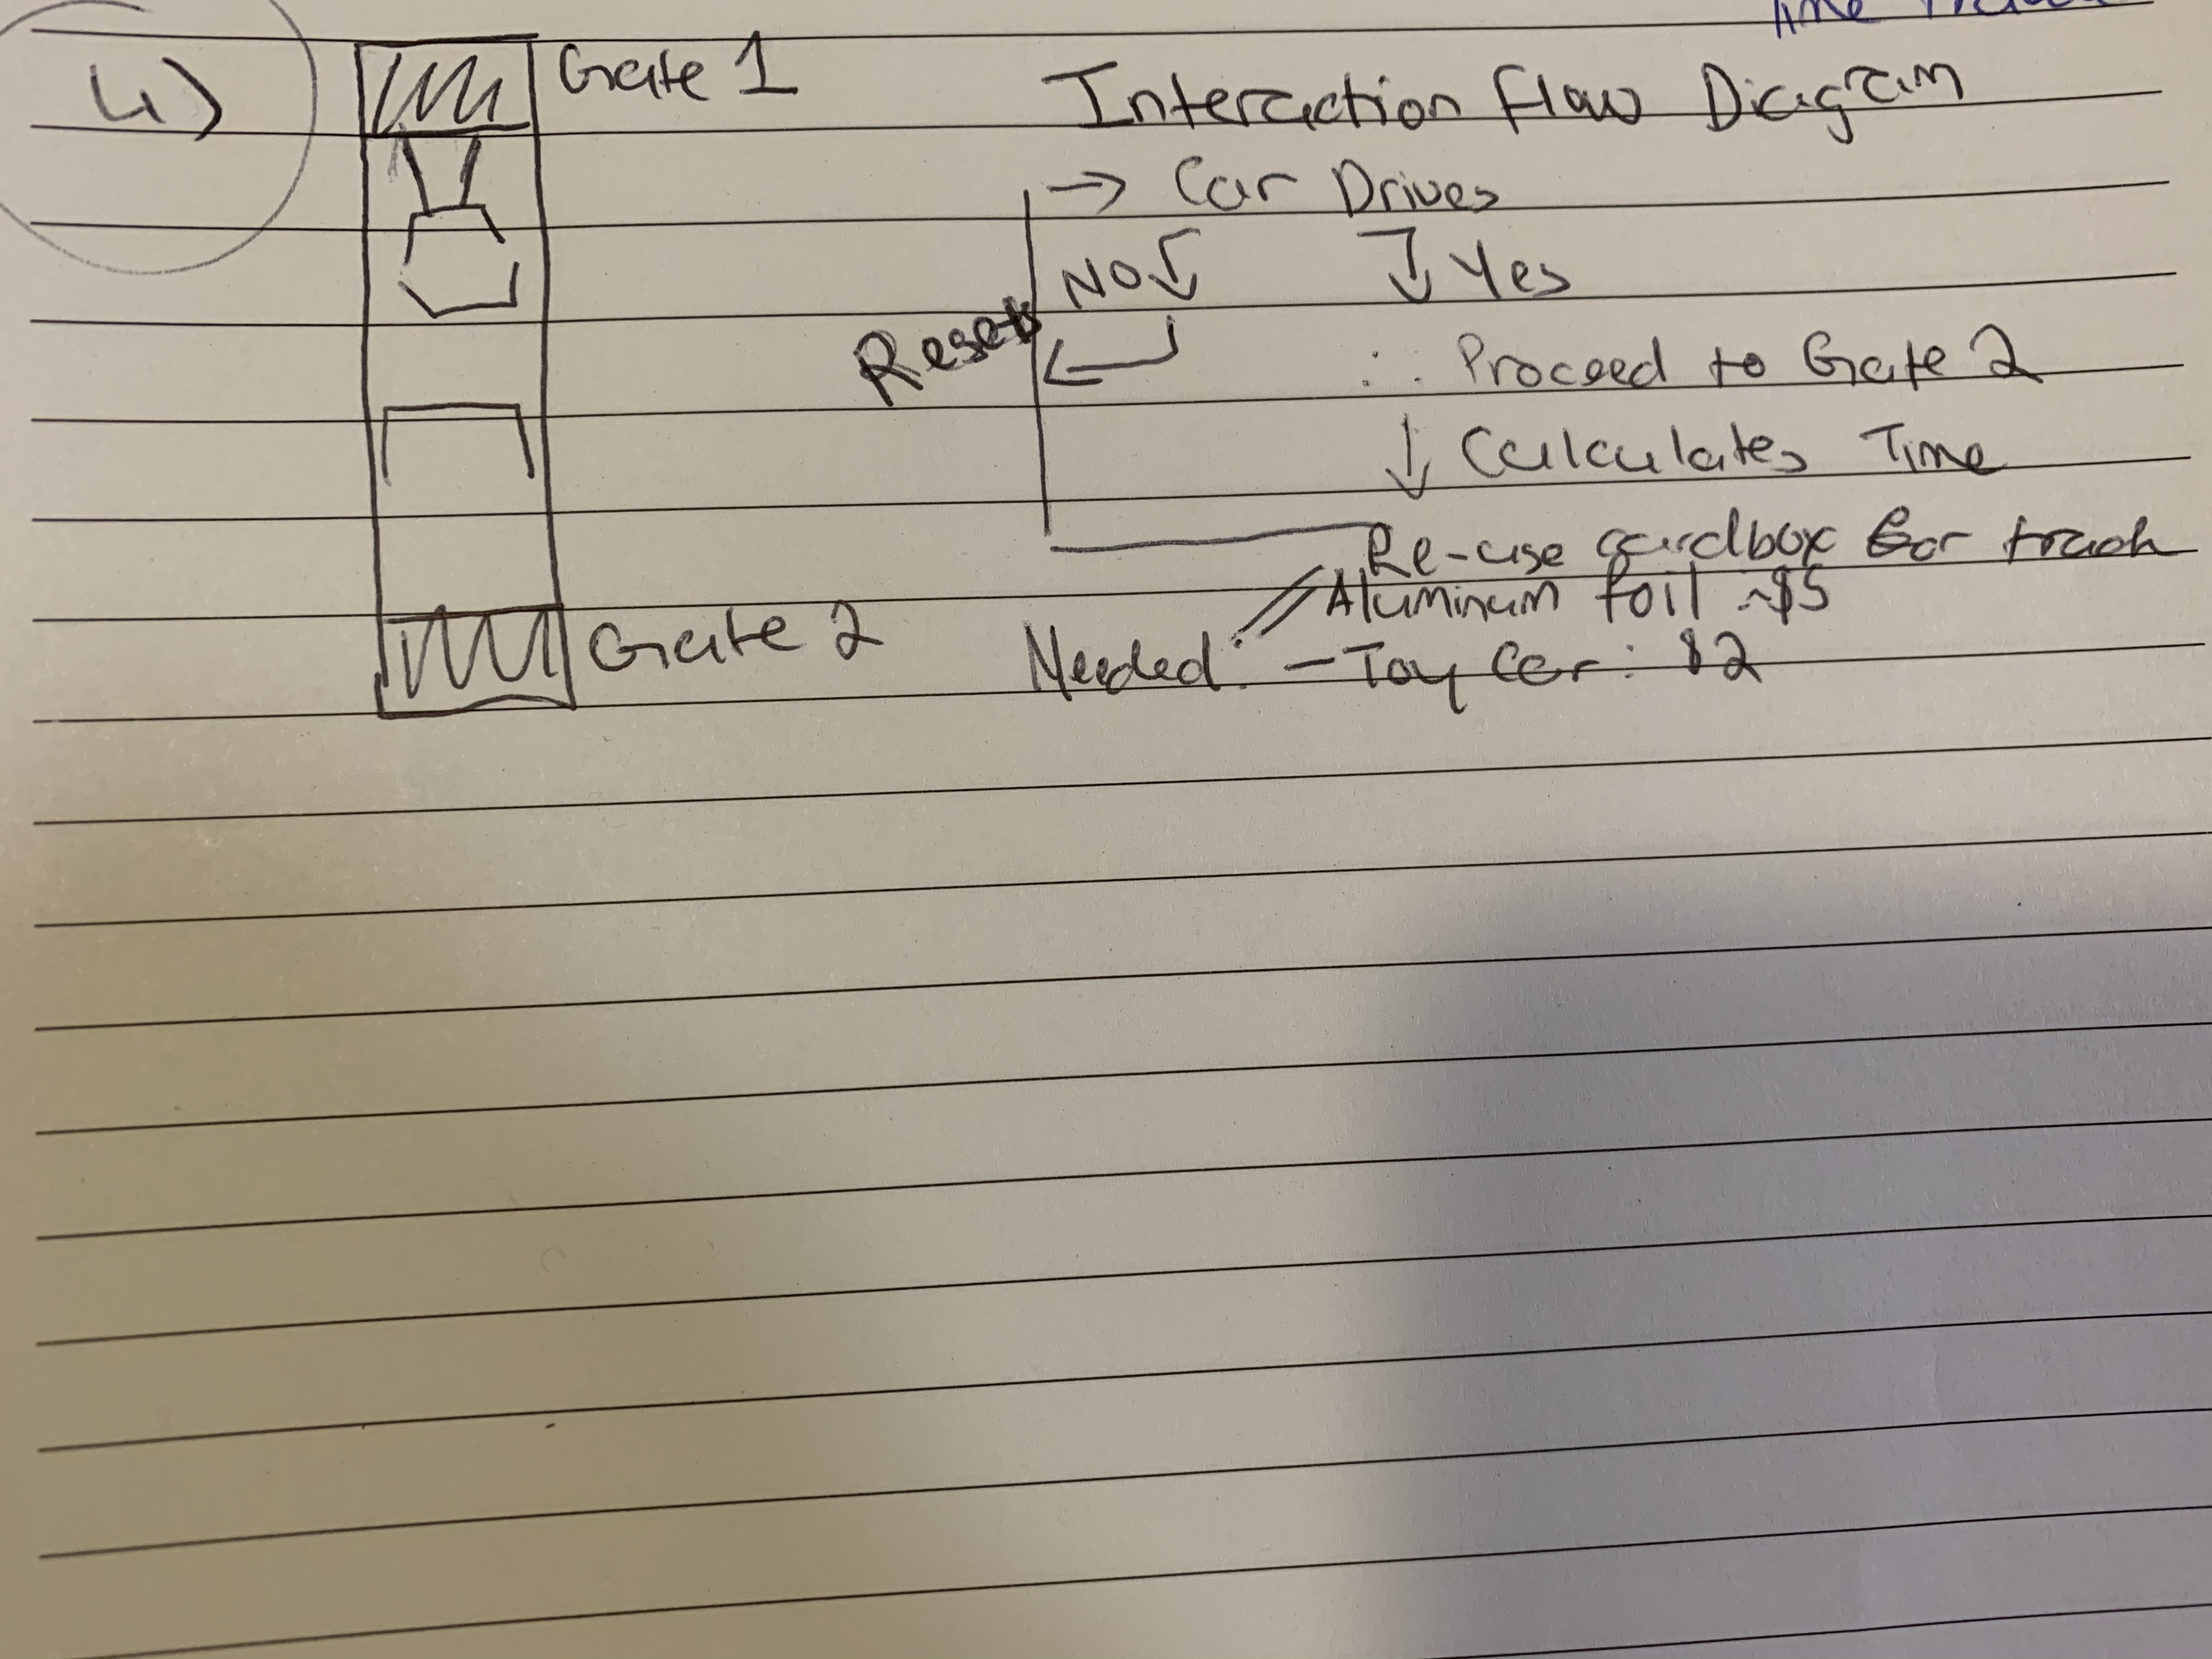 4)
Gate 1
Interaction Flow Diagram
→ Car Drives
NO ↓ ↓ Yes
Reset
∴ Proceed to Gate 2
↓ Calculates Time
Re-use cardbox for track
Aluminum foil ~$5
Gate 2
Needed: - Toy Car: $2